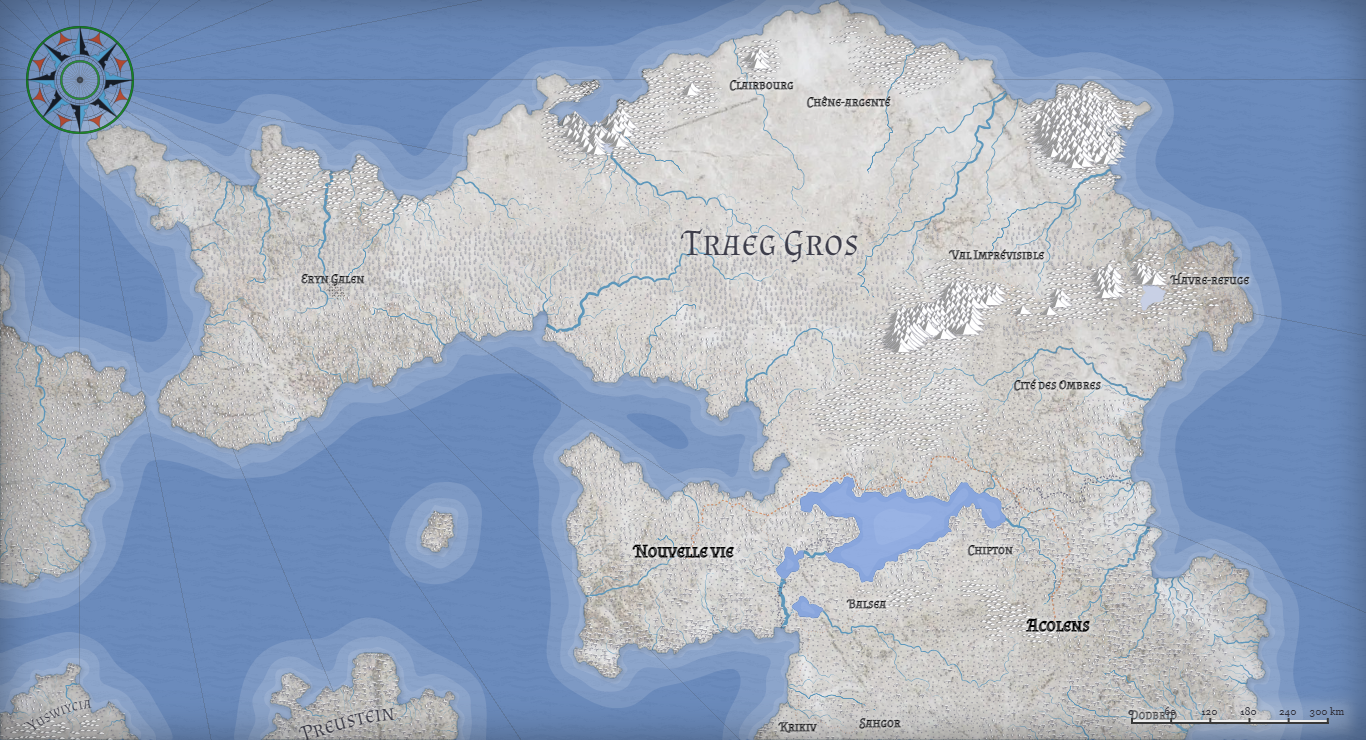 Clairbourg
Chêne-argenté
Traeg Gros
Val Imprévisible
Eryn Galen
Havre-refuge
Cité des Ombres
Nouvelle vie
Chipton
Balsea
Acolens
Yuswiycia
Preustein
Krikiv
Sahgor
60 120 180 240 300 km